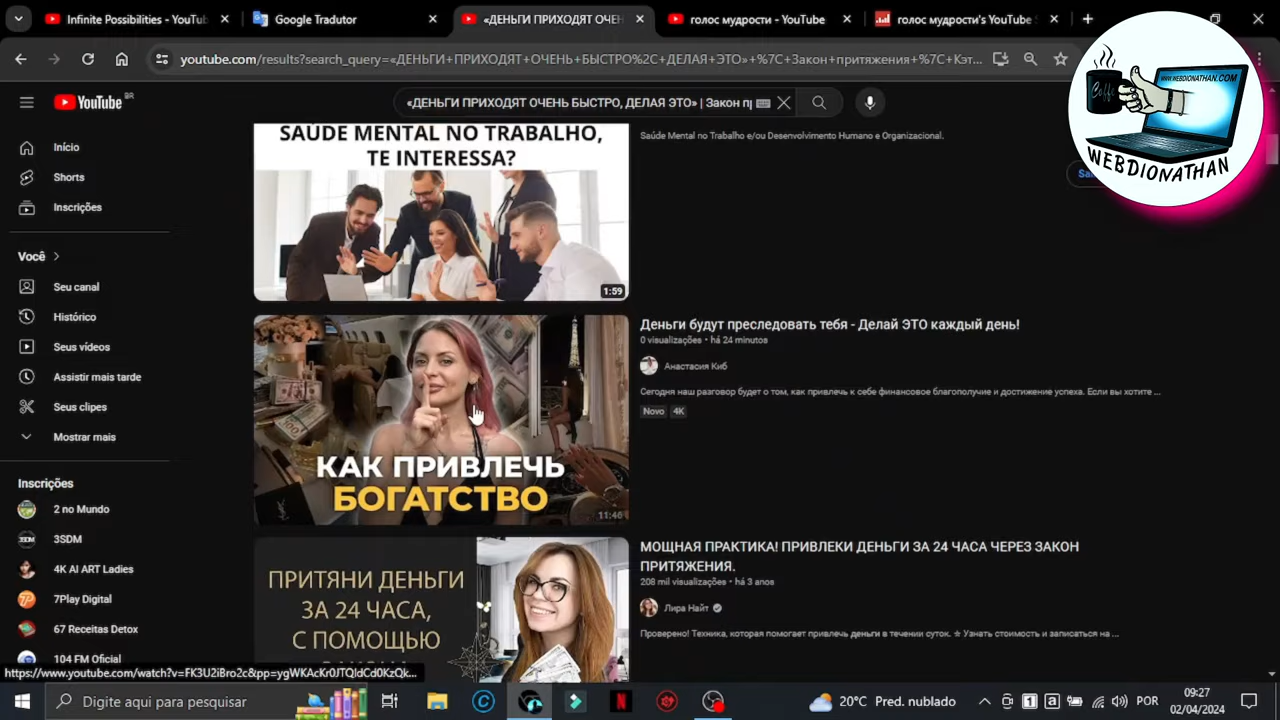 Infinite Possibilities - YouTub
Google Tradutor
«ДЕНЬГИ ПРИХОДЯТ ОЧЕН
голос мудрости - YouTube
голос мудрости's YouTube S
youtube.com/results?search_query=«ДЕНЬГИ+ПРИХОДЯТ+ОЧЕНЬ+БЫСТРО%2C+ДЕЛАЯ+ЭТО»+%7C+Закон+притяжения+%7C+Кэт...
YouTube BR
«ДЕНЬГИ ПРИХОДЯТ ОЧЕНЬ БЫСТРО, ДЕЛАЯ ЭТО» | Закон пр
WWW.WEBDIONATHAN.COM
Coffe
WEBDIONATHAN
Início
Shorts
Inscrições
Você
Seu canal
Histórico
Seus vídeos
Assistir mais tarde
Seus clipes
Mostrar mais
Inscrições
2 no Mundo
3SDM
4K AI ART Ladies
7Play Digital
67 Receitas Detox
104 FM Oficial
SAÚDE MENTAL NO TRABALHO,
TE INTERESSA?
1:59
Saúde Mental no Trabalho e/ou Desenvolvimento Humano e Organizacional.
КАК ПРИВЛЕЧЬ
БОГАТСТВО
11:46
Деньги будут преследовать тебя - Делай ЭТО каждый день!
0 visualizações • há 24 minutos
Анастасия Киб
Сегодня наш разговор будет о том, как привлечь к себе финансовое благополучие и достижение успеха. Если вы хотите ...
Novo 4K
ПРИТЯНИ ДЕНЬГИ
ЗА 24 ЧАСА,
С ПОМОЩЬЮ
МОЩНАЯ ПРАКТИКА! ПРИВЛЕКИ ДЕНЬГИ ЗА 24 ЧАСА ЧЕРЕЗ ЗАКОН
ПРИТЯЖЕНИЯ.
208 mil visualizações • há 3 anos
Лира Найт
Проверено! Техника, которая помогает привлечь деньги в течении суток. ☆ Узнать стоимость и записаться на ...
https://www.youtube.com/watch?v=FK3U2iBro2c&pp=ygWKAcKr0JTQldCd0KzQk...
Digite aqui para pesquisar
20°C Pred. nublado
POR
09:27
02/04/2024